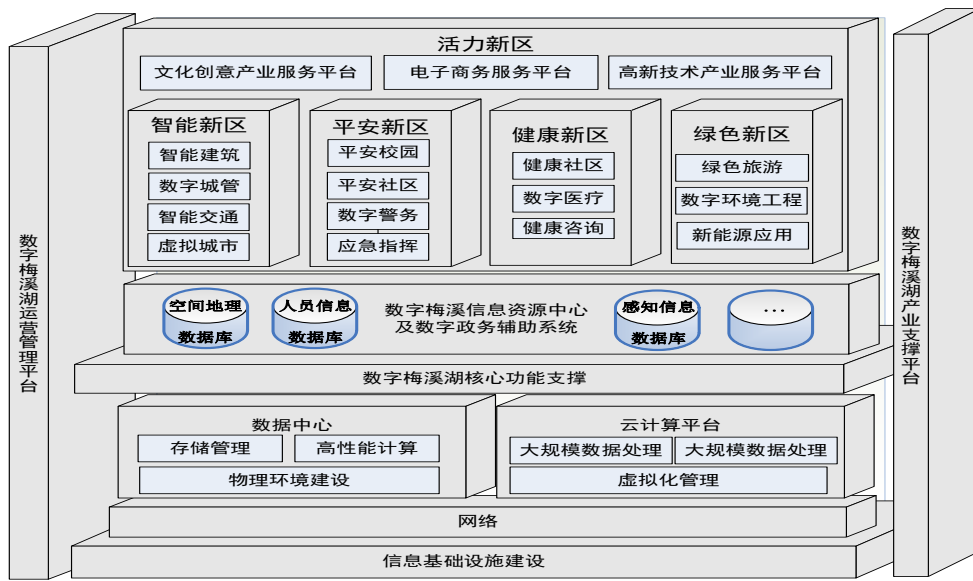 活力新区
文化创意产业服务平台
电子商务服务平台
高新技术产业服务平台
智能新区
智能建筑
数字城管
智能交通
虚拟城市
平安新区
平安校园
平安社区
数字警务
应急指挥
健康新区
健康社区
数字医疗
健康咨询
绿色新区
绿色旅游
数字环境工程
新能源应用
数字梅溪湖运营管理平台
数字梅溪湖产业支撑平台
空间地理
数据库
人员信息
数据库
数字梅溪信息资源中心
及数字政务辅助系统
感知信息
数据库
...
数字梅溪湖核心功能支撑
数据中心
存储管理
高性能计算
物理环境建设
云计算平台
大规模数据处理
大规模数据处理
虚拟化管理
网络
信息基础设施建设